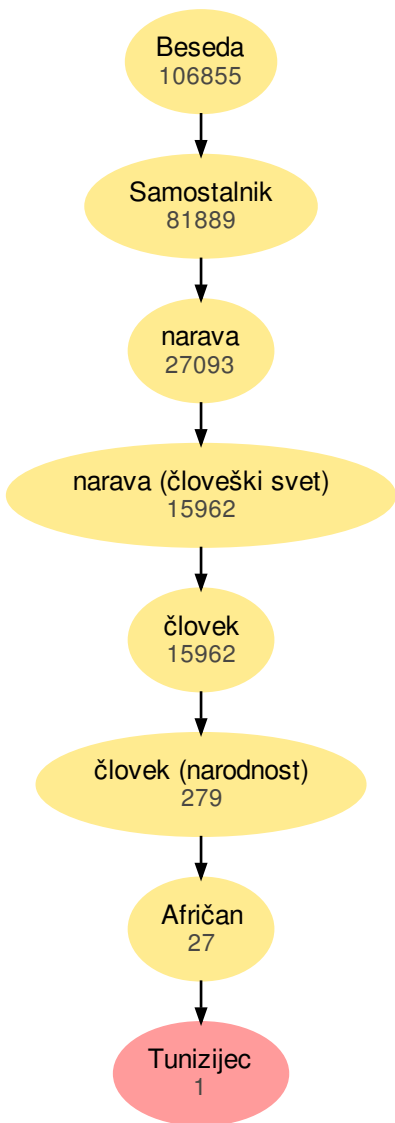 Beseda
106855
Samostalnik
81889
narava
27093
narava (človeški svet)
15962
človek
15962
človek (narodnost)
279
Afričan
27
Tunizijec
1